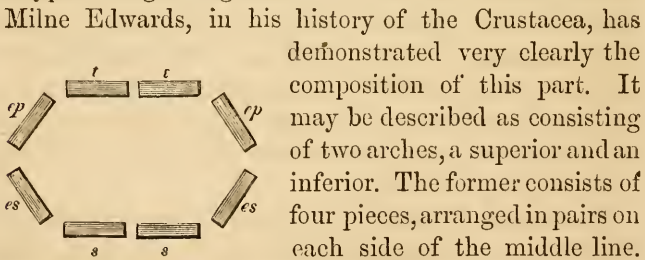 Milne Edwards, in his history of the Crustacea, has
demonstrated very clearly the
composition of this part. It
may be described as consisting
of two arches, a superior and an
inferior. The former consists of
four pieces, arranged in pairs on
each side of the middle line.
t t
ep ep
es es
s s